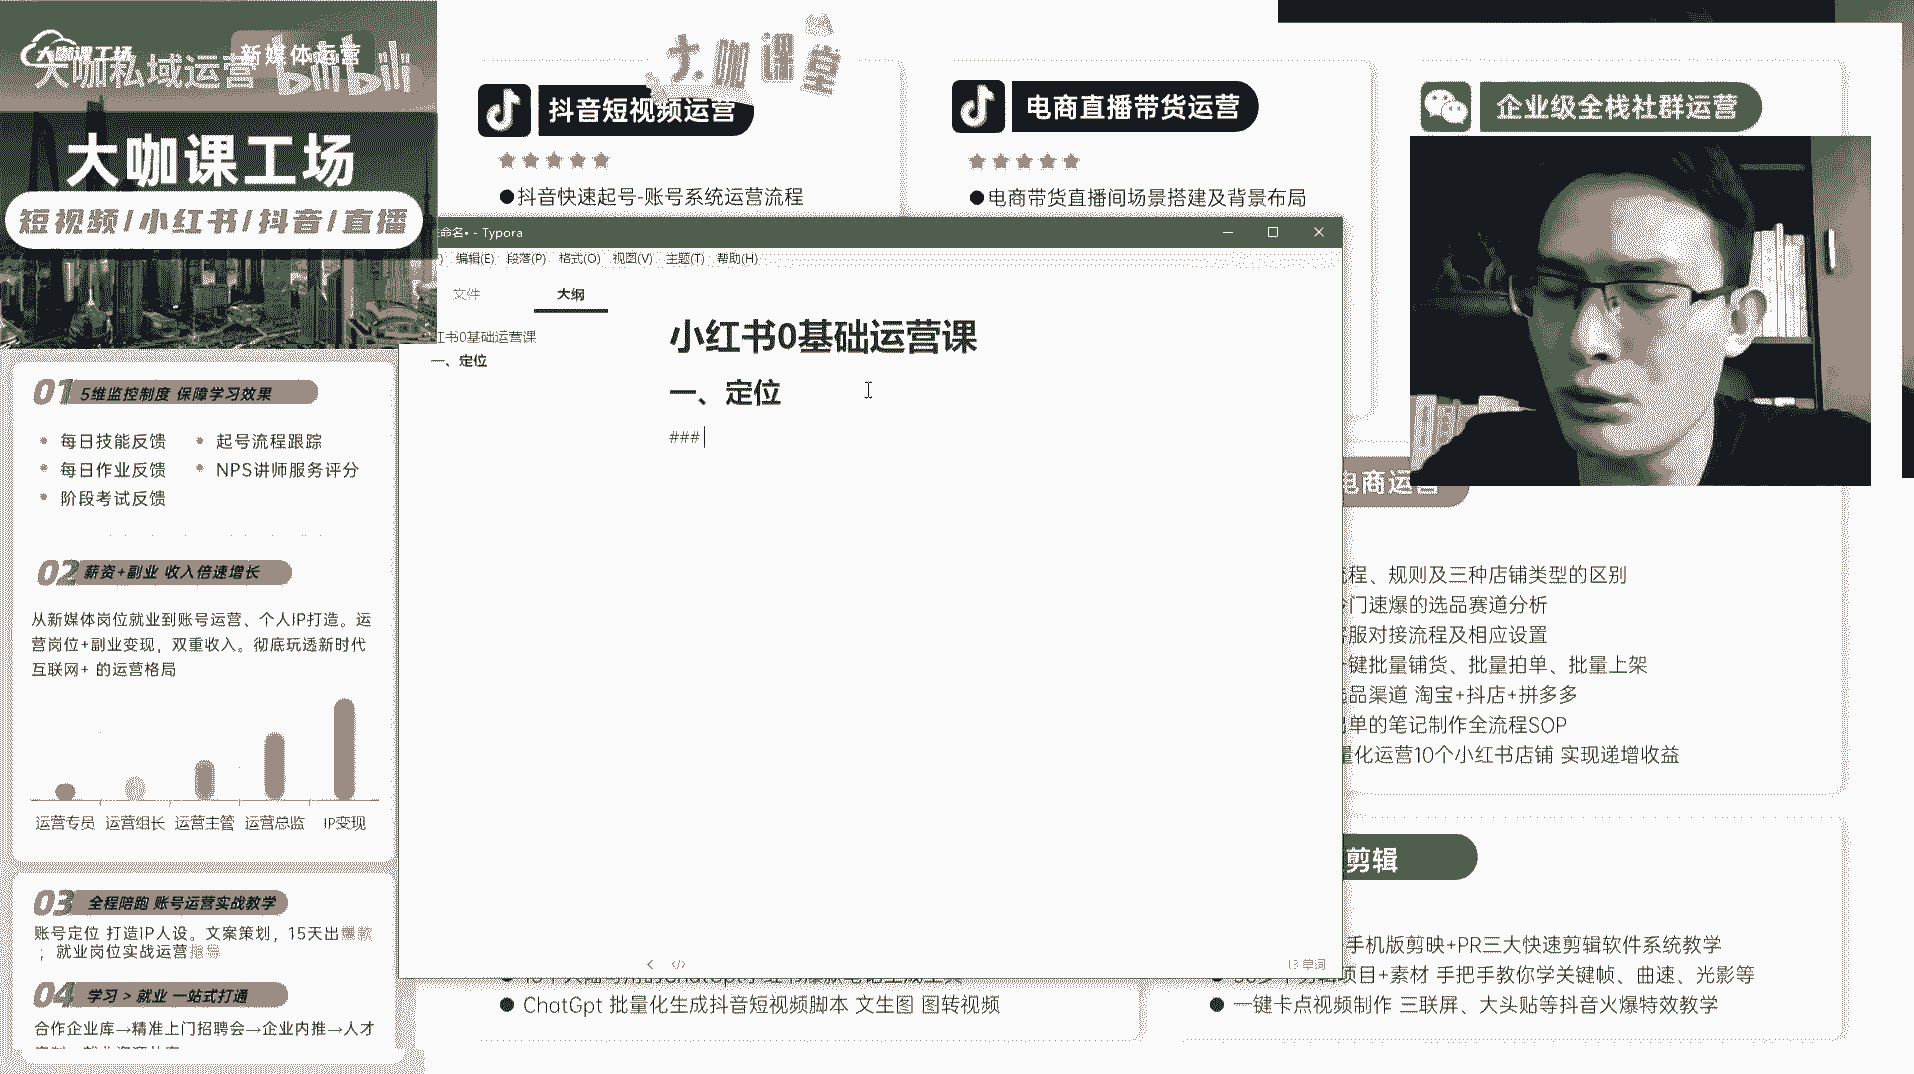 大咖课工场
新媒体运营
大咖私域运营
bilibili
大咖课工场
短视频/小红书/抖音/直播
大咖课堂
抖音短视频运营
●抖音快速起号-账号系统运营流程
电商直播带货运营
●电商带货直播间场景搭建及背景布局
企业级全栈社群运营
命名• - Typora
编辑(E) 段落(P) 格式(O) 视图(V) 主题(T) 帮助(H)
文件
大纲
红书0基础运营课
一、定位
小红书0基础运营课
一、定位
###
13 单词
01 5维监控制度 保障学习效果
每日技能反馈
起号流程跟踪
每日作业反馈
NPS讲师服务评分
阶段考试反馈
02 薪资+副业 收入倍速增长
从新媒体岗位就业到账号运营、个人IP打造。运
营岗位+副业变现，双重收入。彻底玩透新时代
互联网+ 的运营格局
运营专员 运营组长 运营主管 运营总监 IP变现
03 全程陪跑 账号运营实战教学
账号定位 打造IP人设。文案策划，15天出爆款
；就业岗位实战运营指导
04 学习 > 就业 一站式打通
合作企业库→精准上门招聘会→企业内推→人才
电商运营
程、规则及三种店铺类型的区别
门速爆的选品赛道分析
客服对接流程及相应设置
键批量铺货、批量拍单、批量上架
选品渠道 淘宝+抖店+拼多多
单的笔记制作全流程SOP
量化运营10个小红书店铺 实现递增收益
剪辑
手机版剪映+PR三大快速剪辑软件系统教学
项目+素材 手把手教你学关键帧、曲速、光影等
●一键卡点视频制作 三联屏、大头贴等抖音火爆特效教学
●ChatGpt 批量化生成抖音短视频脚本 文生图 图转视频